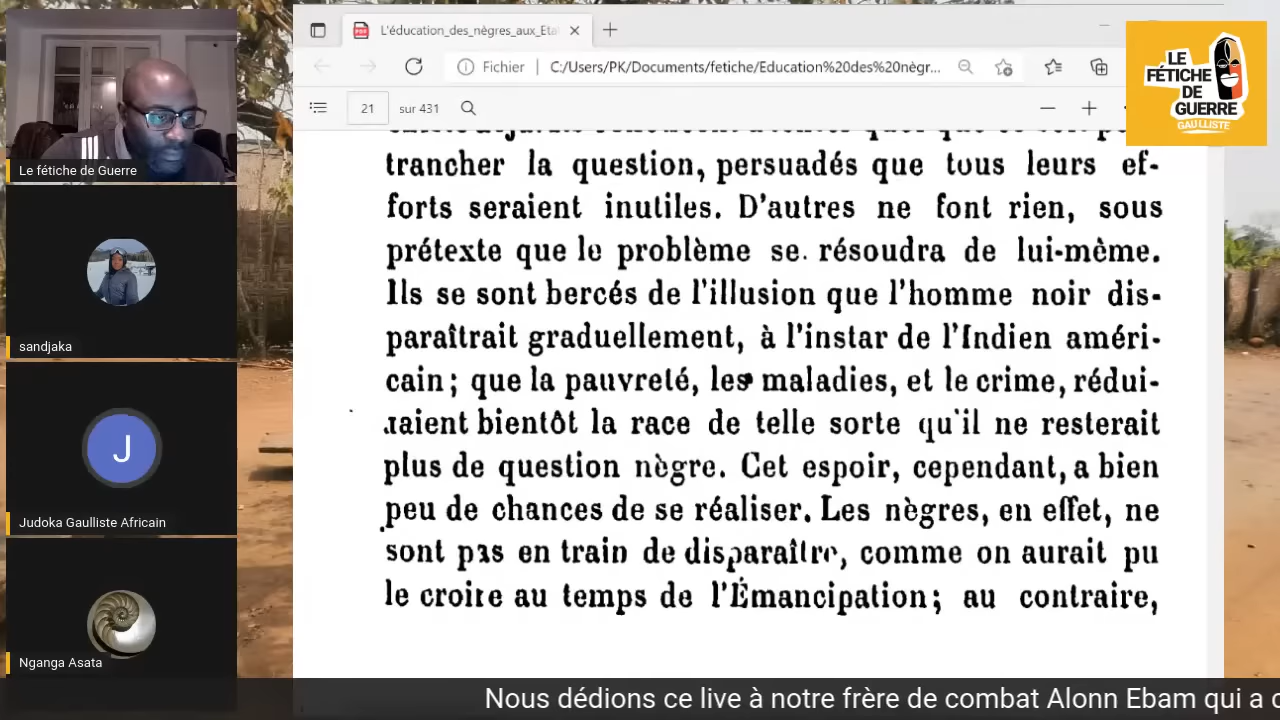 L'éducation_des_nègres_aux_Eta
Fichier
C:/Users/PK/Documents/fetiche/Education%20des%20nègr...
21 sur 431
LE
FÉTICHE
DE
GUERRE
GAULLISTE
Le fétiche de Guerre
sandjaka
J
Judoka Gaulliste Africain
Nganga Asata
trancher la question, persuadés que tous leurs ef-
forts seraient inutiles. D'autres ne font rien, sous
prétexte que le problème se résoudra de lui-même.
Ils se sont bercés de l'illusion que l'homme noir dis-
paraîtrait graduellement, à l'instar de l'Indien améri-
cain; que la pauvreté, les maladies, et le crime, rédui-
raient bientôt la race de telle sorte qu'il ne resterait
plus de question nègre. Cet espoir, cependant, a bien
peu de chances de se réaliser. Les nègres, en effet, ne
sont pas en train de disparaître, comme on aurait pu
le croire au temps de l'Émancipation; au contraire,
Nous dédions ce live à notre frère de combat Alonn Ebam qui a